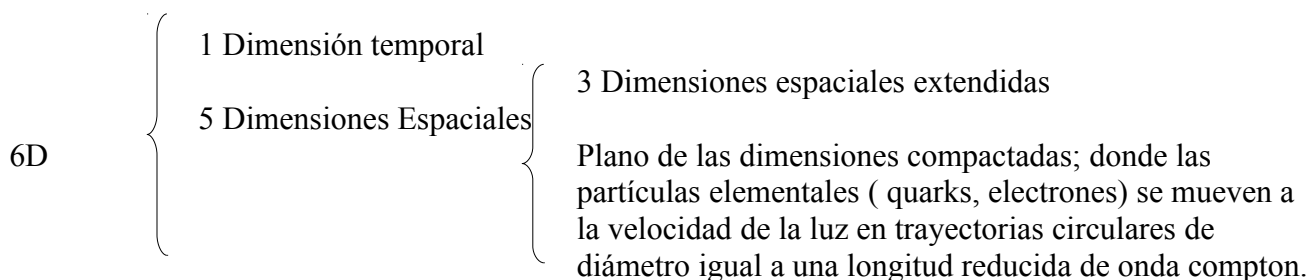 1 Dimensión temporal
3 Dimensiones espaciales extendidas
5 Dimensiones Espaciales
6D
Plano de las dimensiones compactadas; donde las
partículas elementales ( quarks, electrones) se mueven a
la velocidad de la luz en trayectorias circulares de
diámetro igual a una longitud reducida de onda compton.